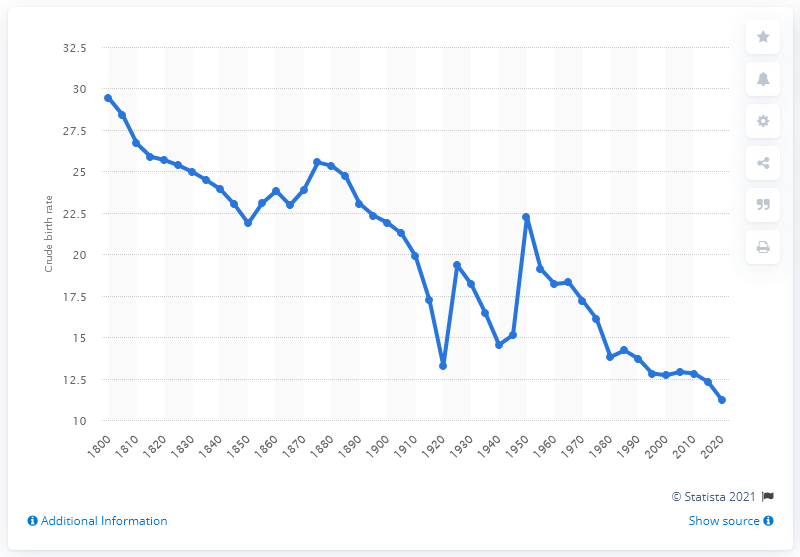 32.5
30
27.5
25
22.5
20
17.5
15
12.5
10
Crude birth rate
1800 1810 1820 1830 1840 1850 1860 1870 1880 1890 1900 1910 1920 1930 1940 1950 1960 1970 1980 1990 2000 2010 2020
© Statista 2021
Additional Information
Show source